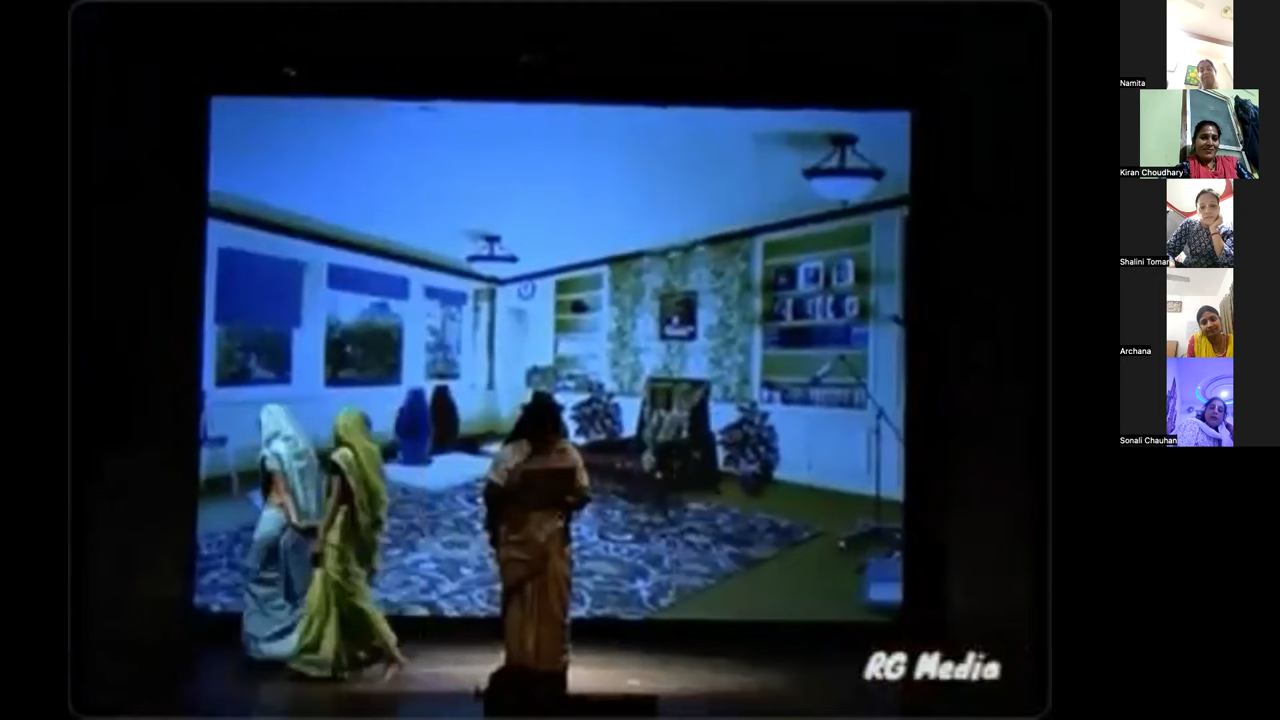 Namita
Kiran Choudhary
Shalini Tomar
Archana
Sonali Chauhan
RG Media